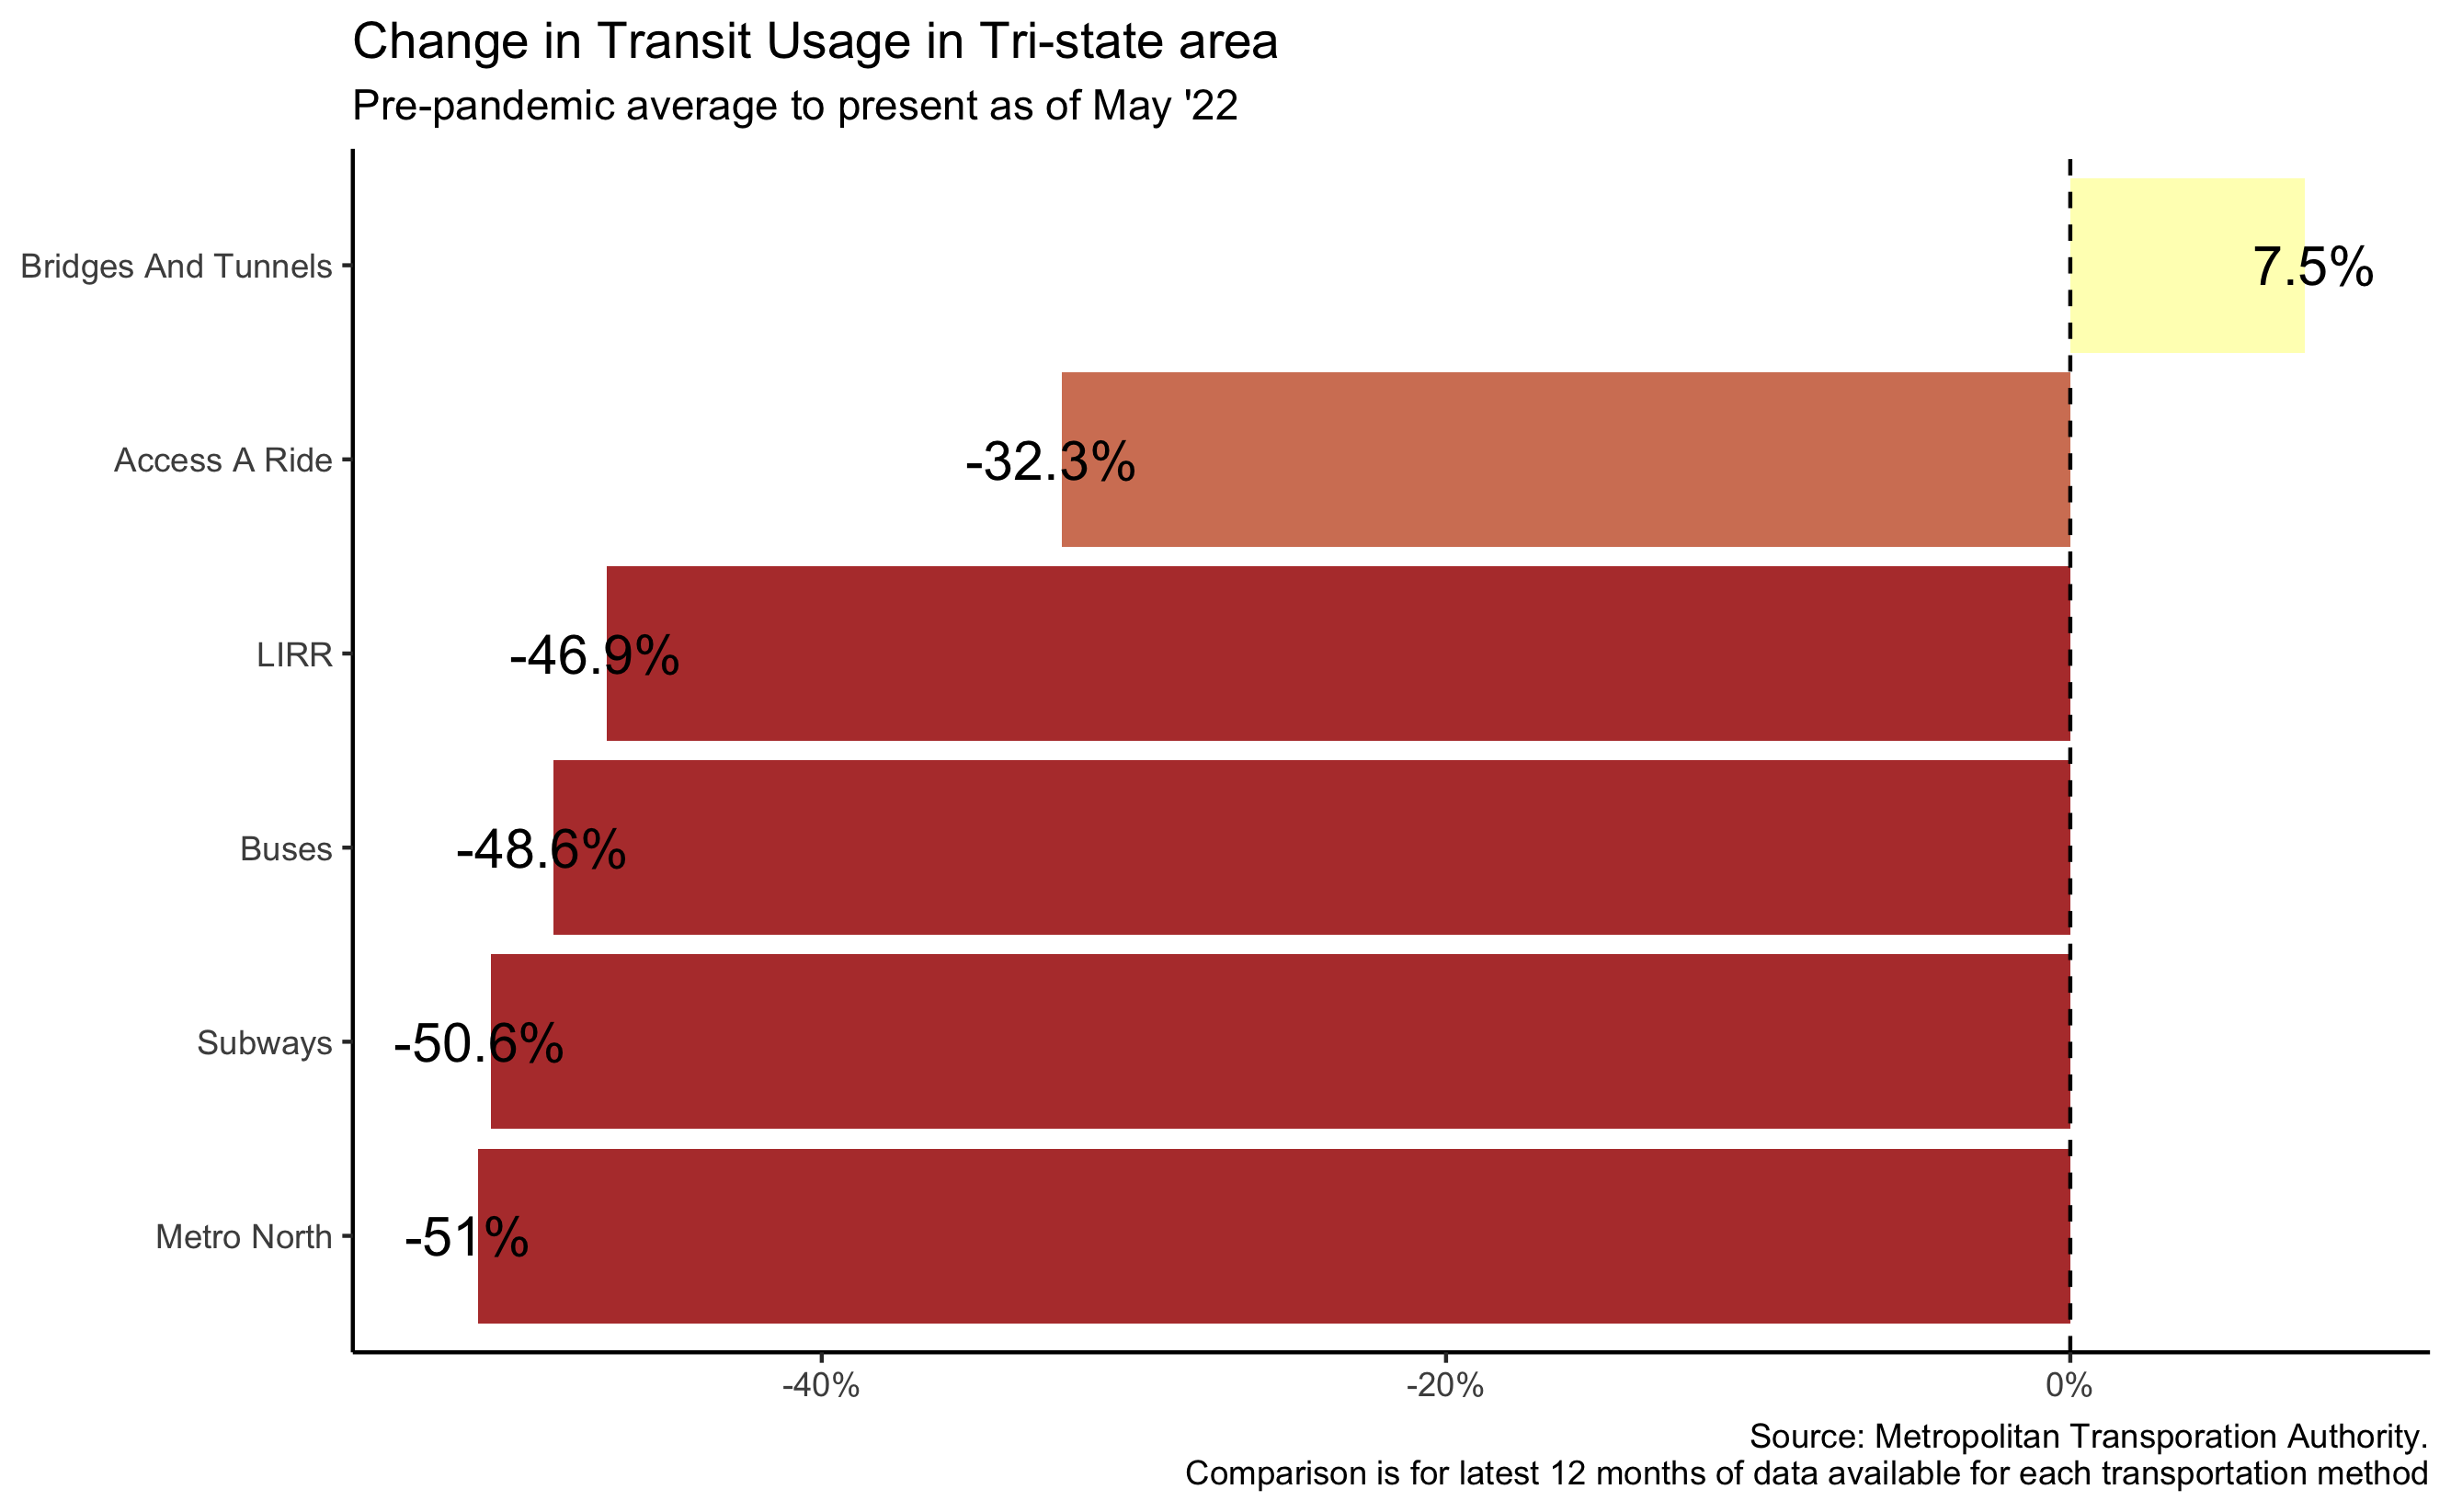 Change in Transit Usage in Tri-state area
Pre-pandemic average to present as of May '22
Bridges And Tunnels
7.5%
Access A Ride
-32.3%
LIRR
-46.9%
Buses
-48.6%
Subways
-50.6%
Metro North
-51%
-40%
-20%
0%
Source: Metropolitan Transporation Authority.
Comparison is for latest 12 months of data available for each transportation method